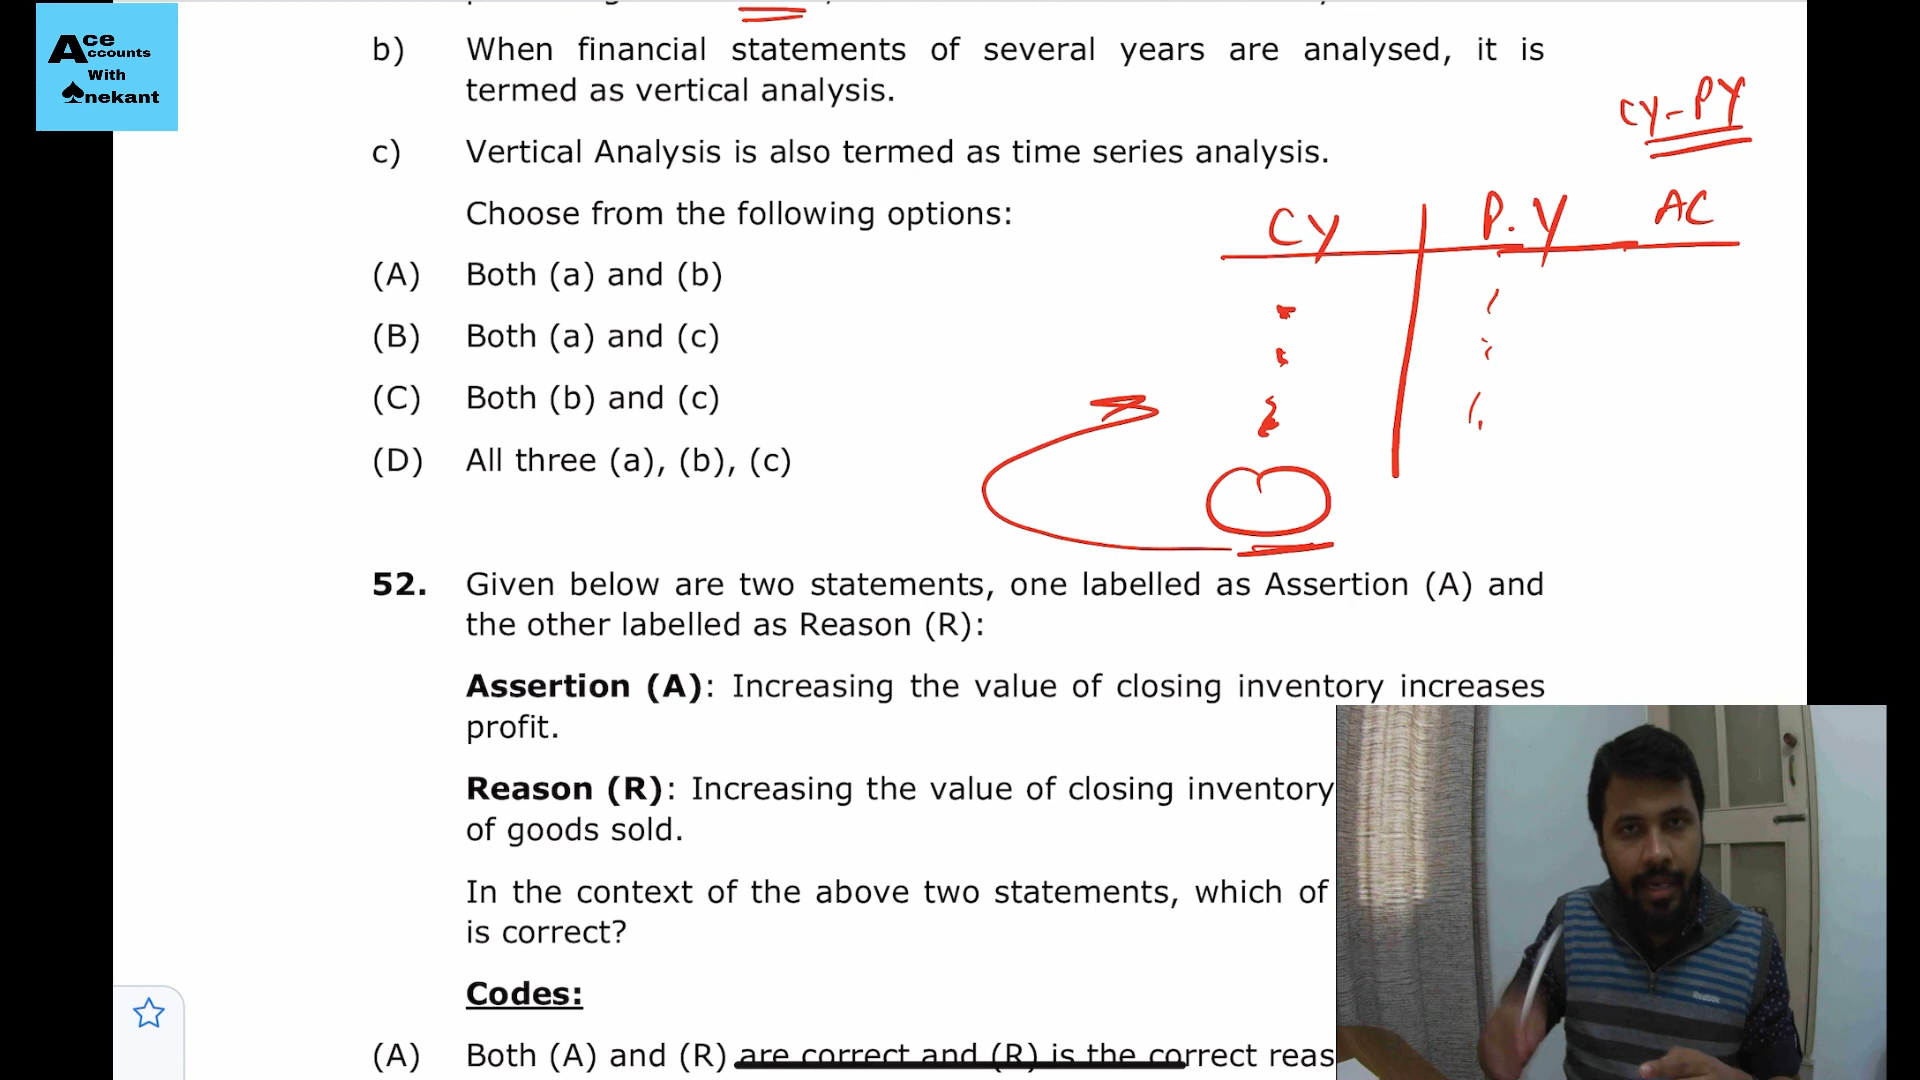 Ace
Accounts
With
Anekant
b) When financial statements of several years are analysed, it is
termed as vertical analysis.
CY-PY
c) Vertical Analysis is also termed as time series analysis.
Choose from the following options:
CY P.Y AC
(A) Both (a) and (b)
(B) Both (a) and (c)
(C) Both (b) and (c)
(D) All three (a), (b), (c)
52. Given below are two statements, one labelled as Assertion (A) and
the other labelled as Reason (R):
Assertion (A): Increasing the value of closing inventory increases
profit.
Reason (R): Increasing the value of closing inventory
of goods sold.
In the context of the above two statements, which of
is correct?
Codes:
(A) Both (A) and (R) are correct and (R) is the correct reas